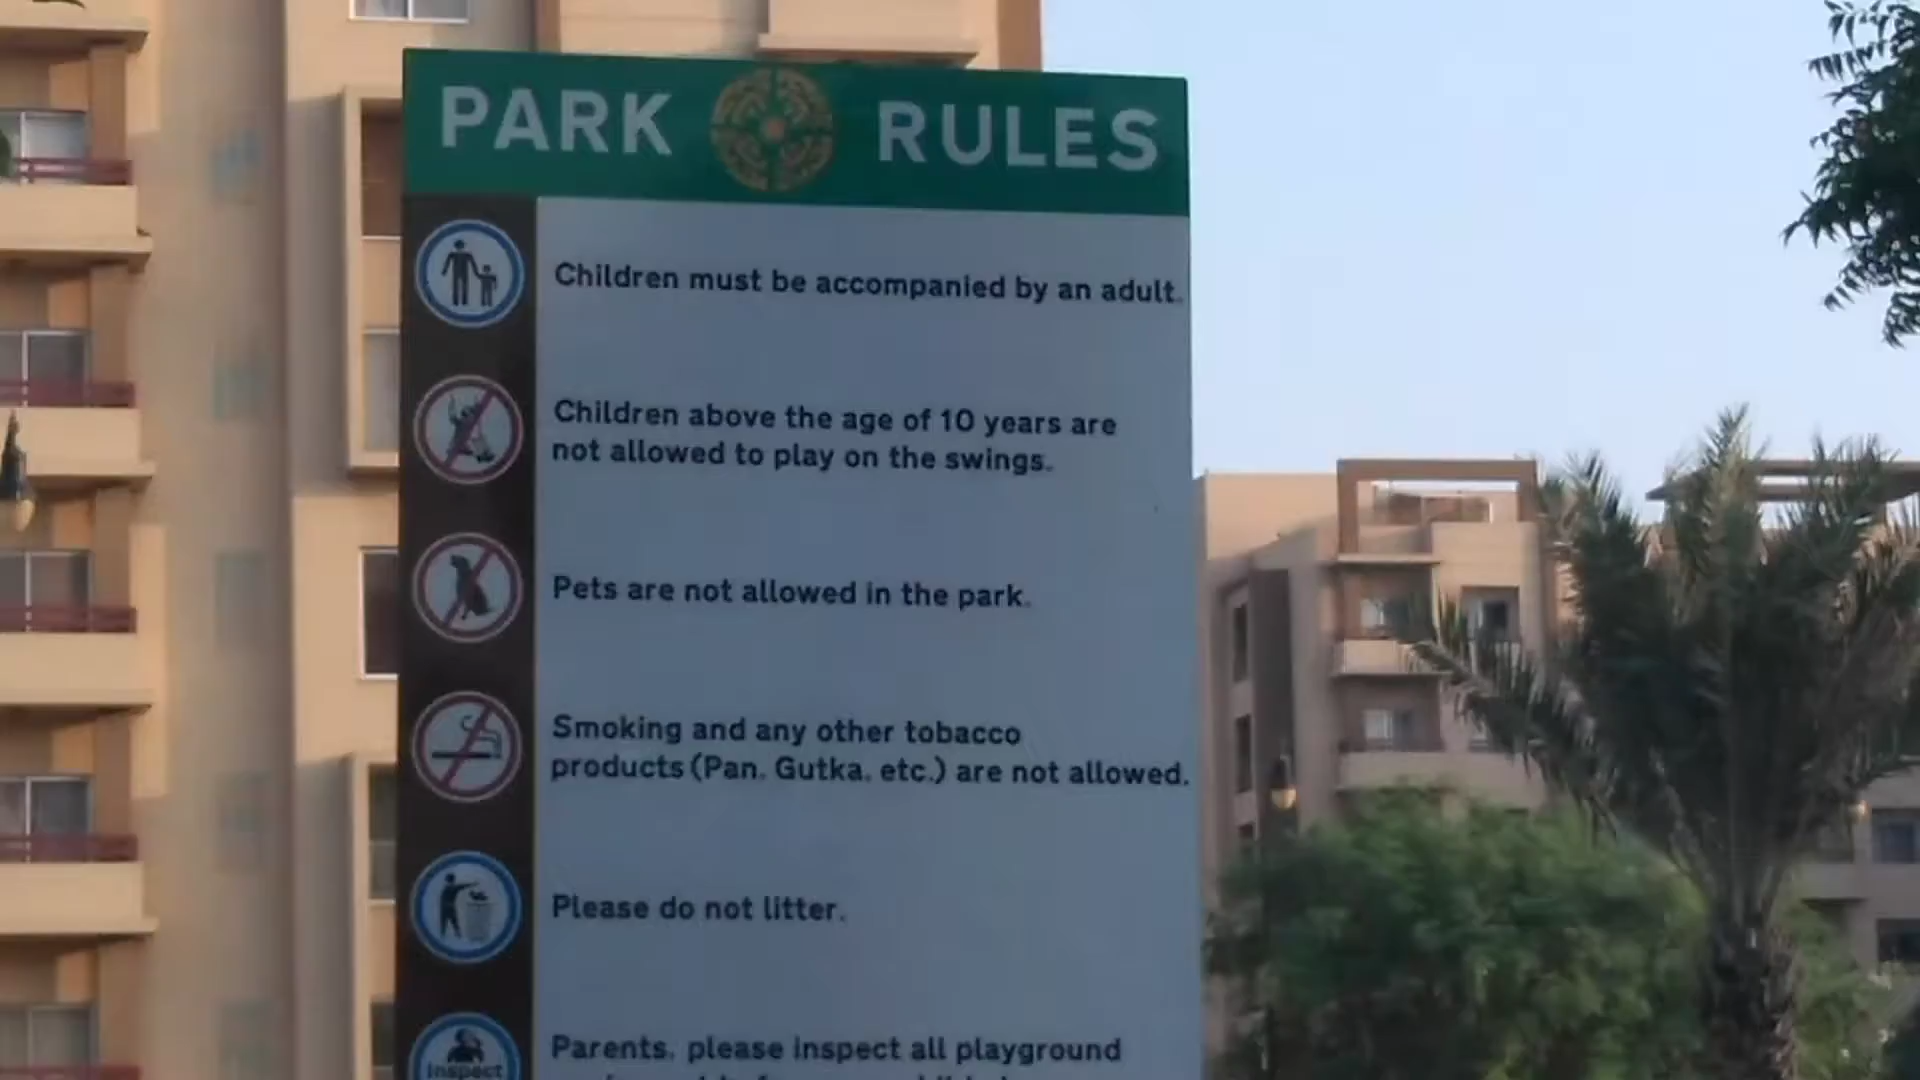 PARK RULES
Children must be accompanied by an adult.
Children above the age of 10 years are
not allowed to play on the swings.
Pets are not allowed in the park.
Smoking and any other tobacco
products (Pan, Gutka, etc.) are not allowed.
Please do not litter.
Inspect
Parents, please inspect all playground